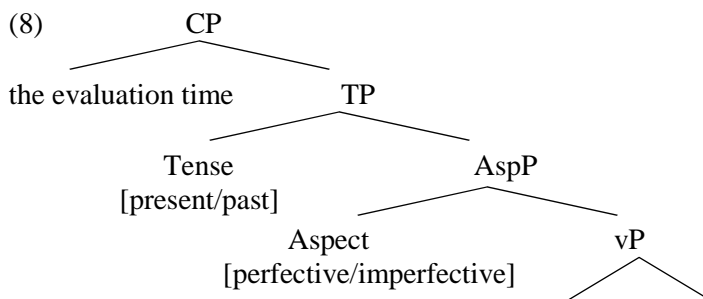 (8) CP
the evaluation time TP
Tense AspP
[present/past]
Aspect vP
[perfective/imperfective]